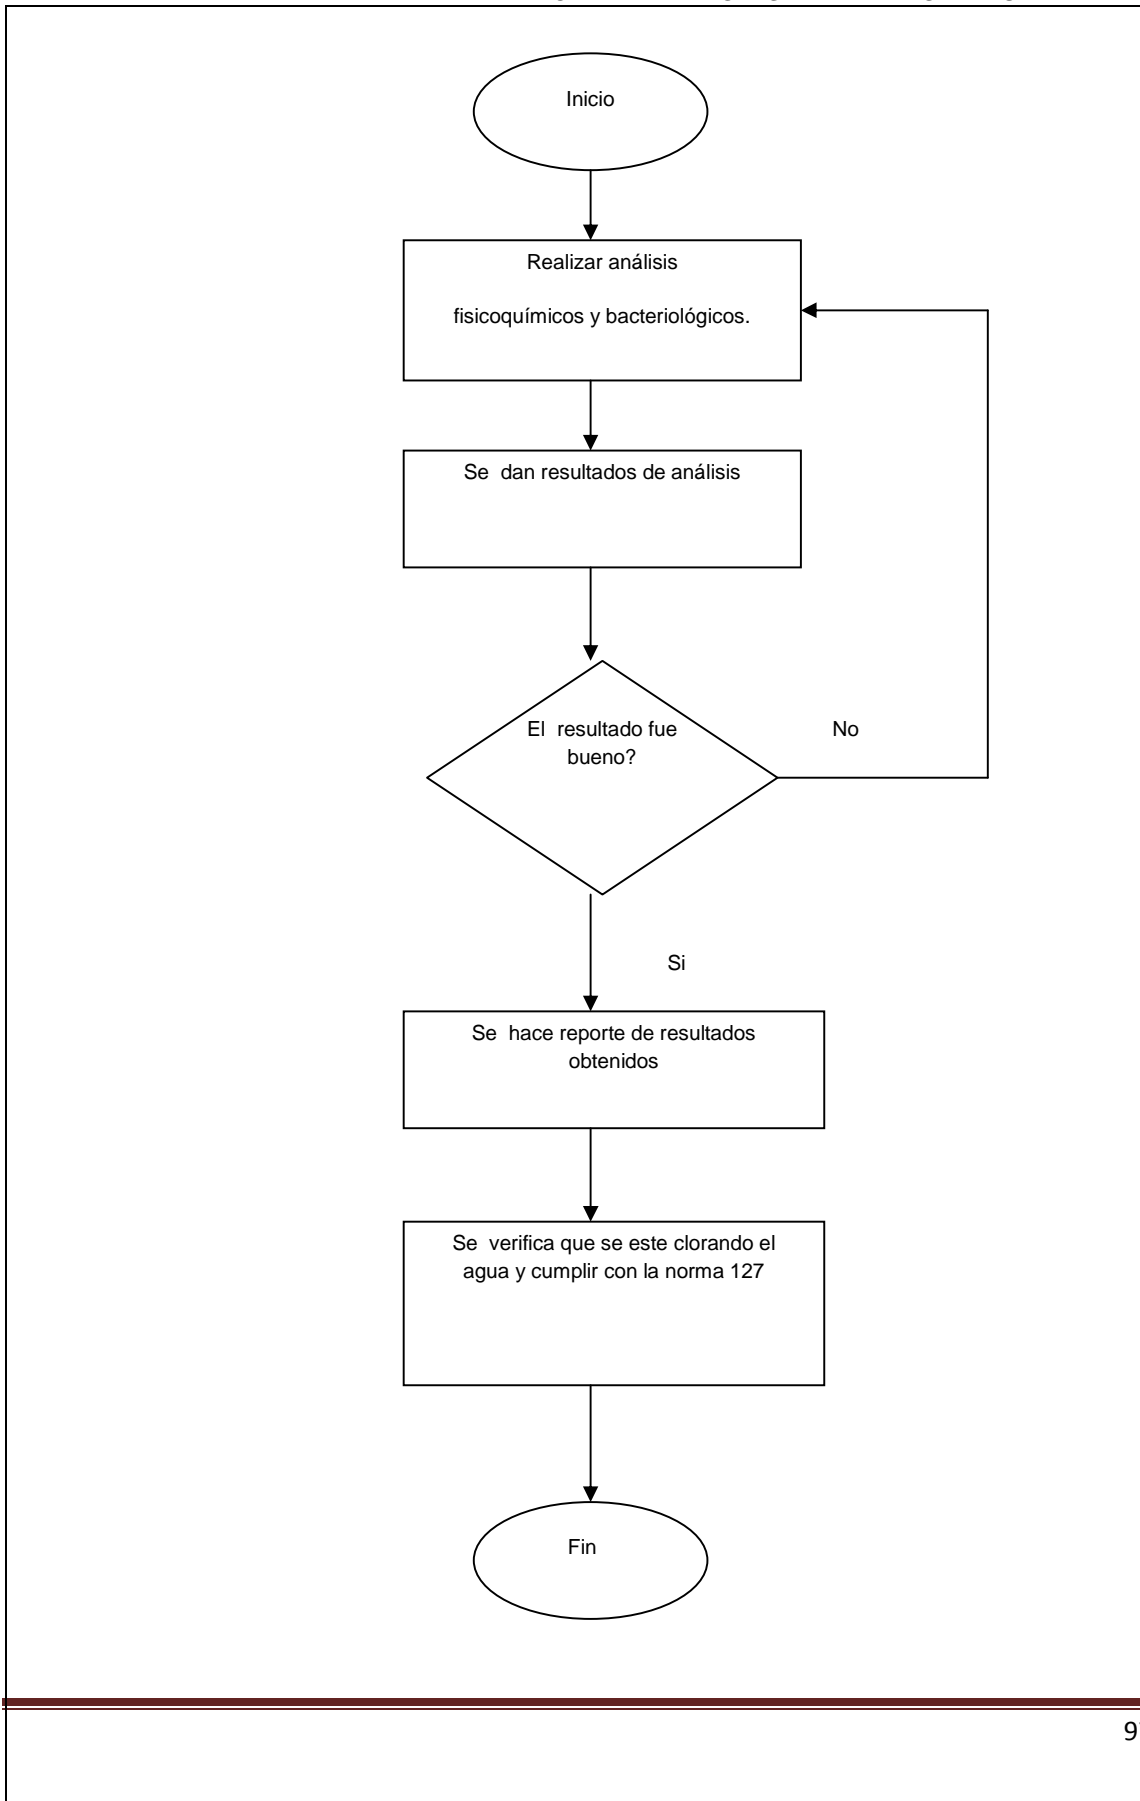 Inicio
Realizar análisis
fisicoquímicos y bacteriológicos.
Se dan resultados de análisis
El resultado fue
bueno?
No
Si
Se hace reporte de resultados
obtenidos
Se verifica que se este clorando el
agua y cumplir con la norma 127
Fin